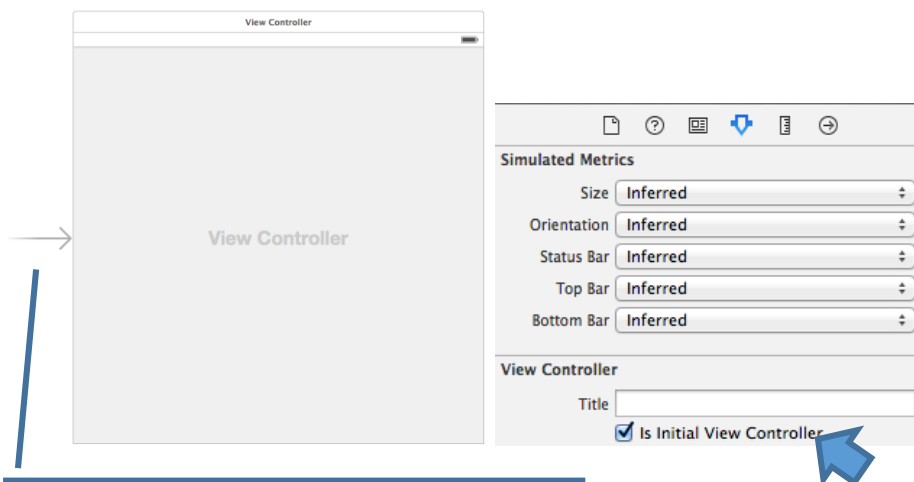 View Controller
View Controller
Simulated Metrics
Size Inferred
Orientation Inferred
Status Bar Inferred
Top Bar Inferred
Bottom Bar Inferred
View Controller
Title
Is Initial View Controller